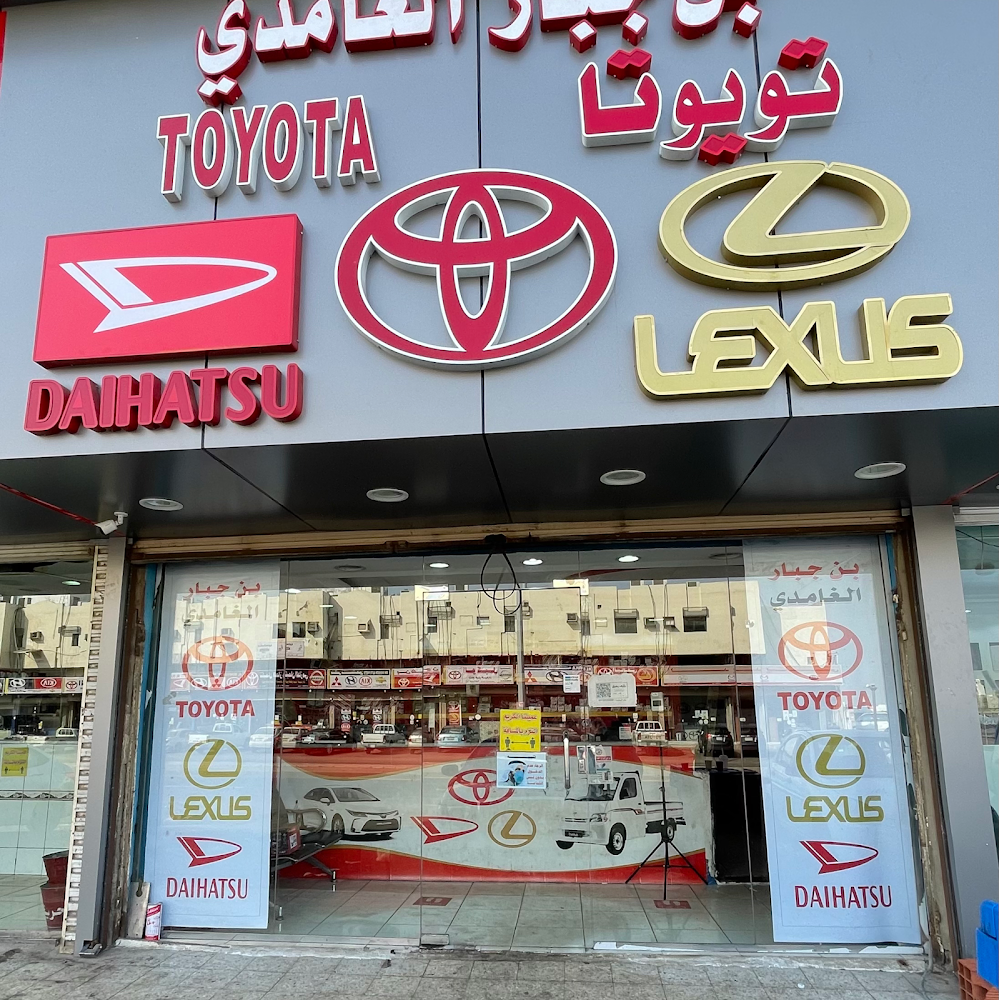 بن جبار الغامدي
تويوتا
TOYOTA
LEXUS
DAIHATSU
بن جبار
الغامدي
TOYOTA
LEXUS
DAIHATSU
بن جبار
الغامدي
TOYOTA
LEXUS
DAIHATSU
KIA